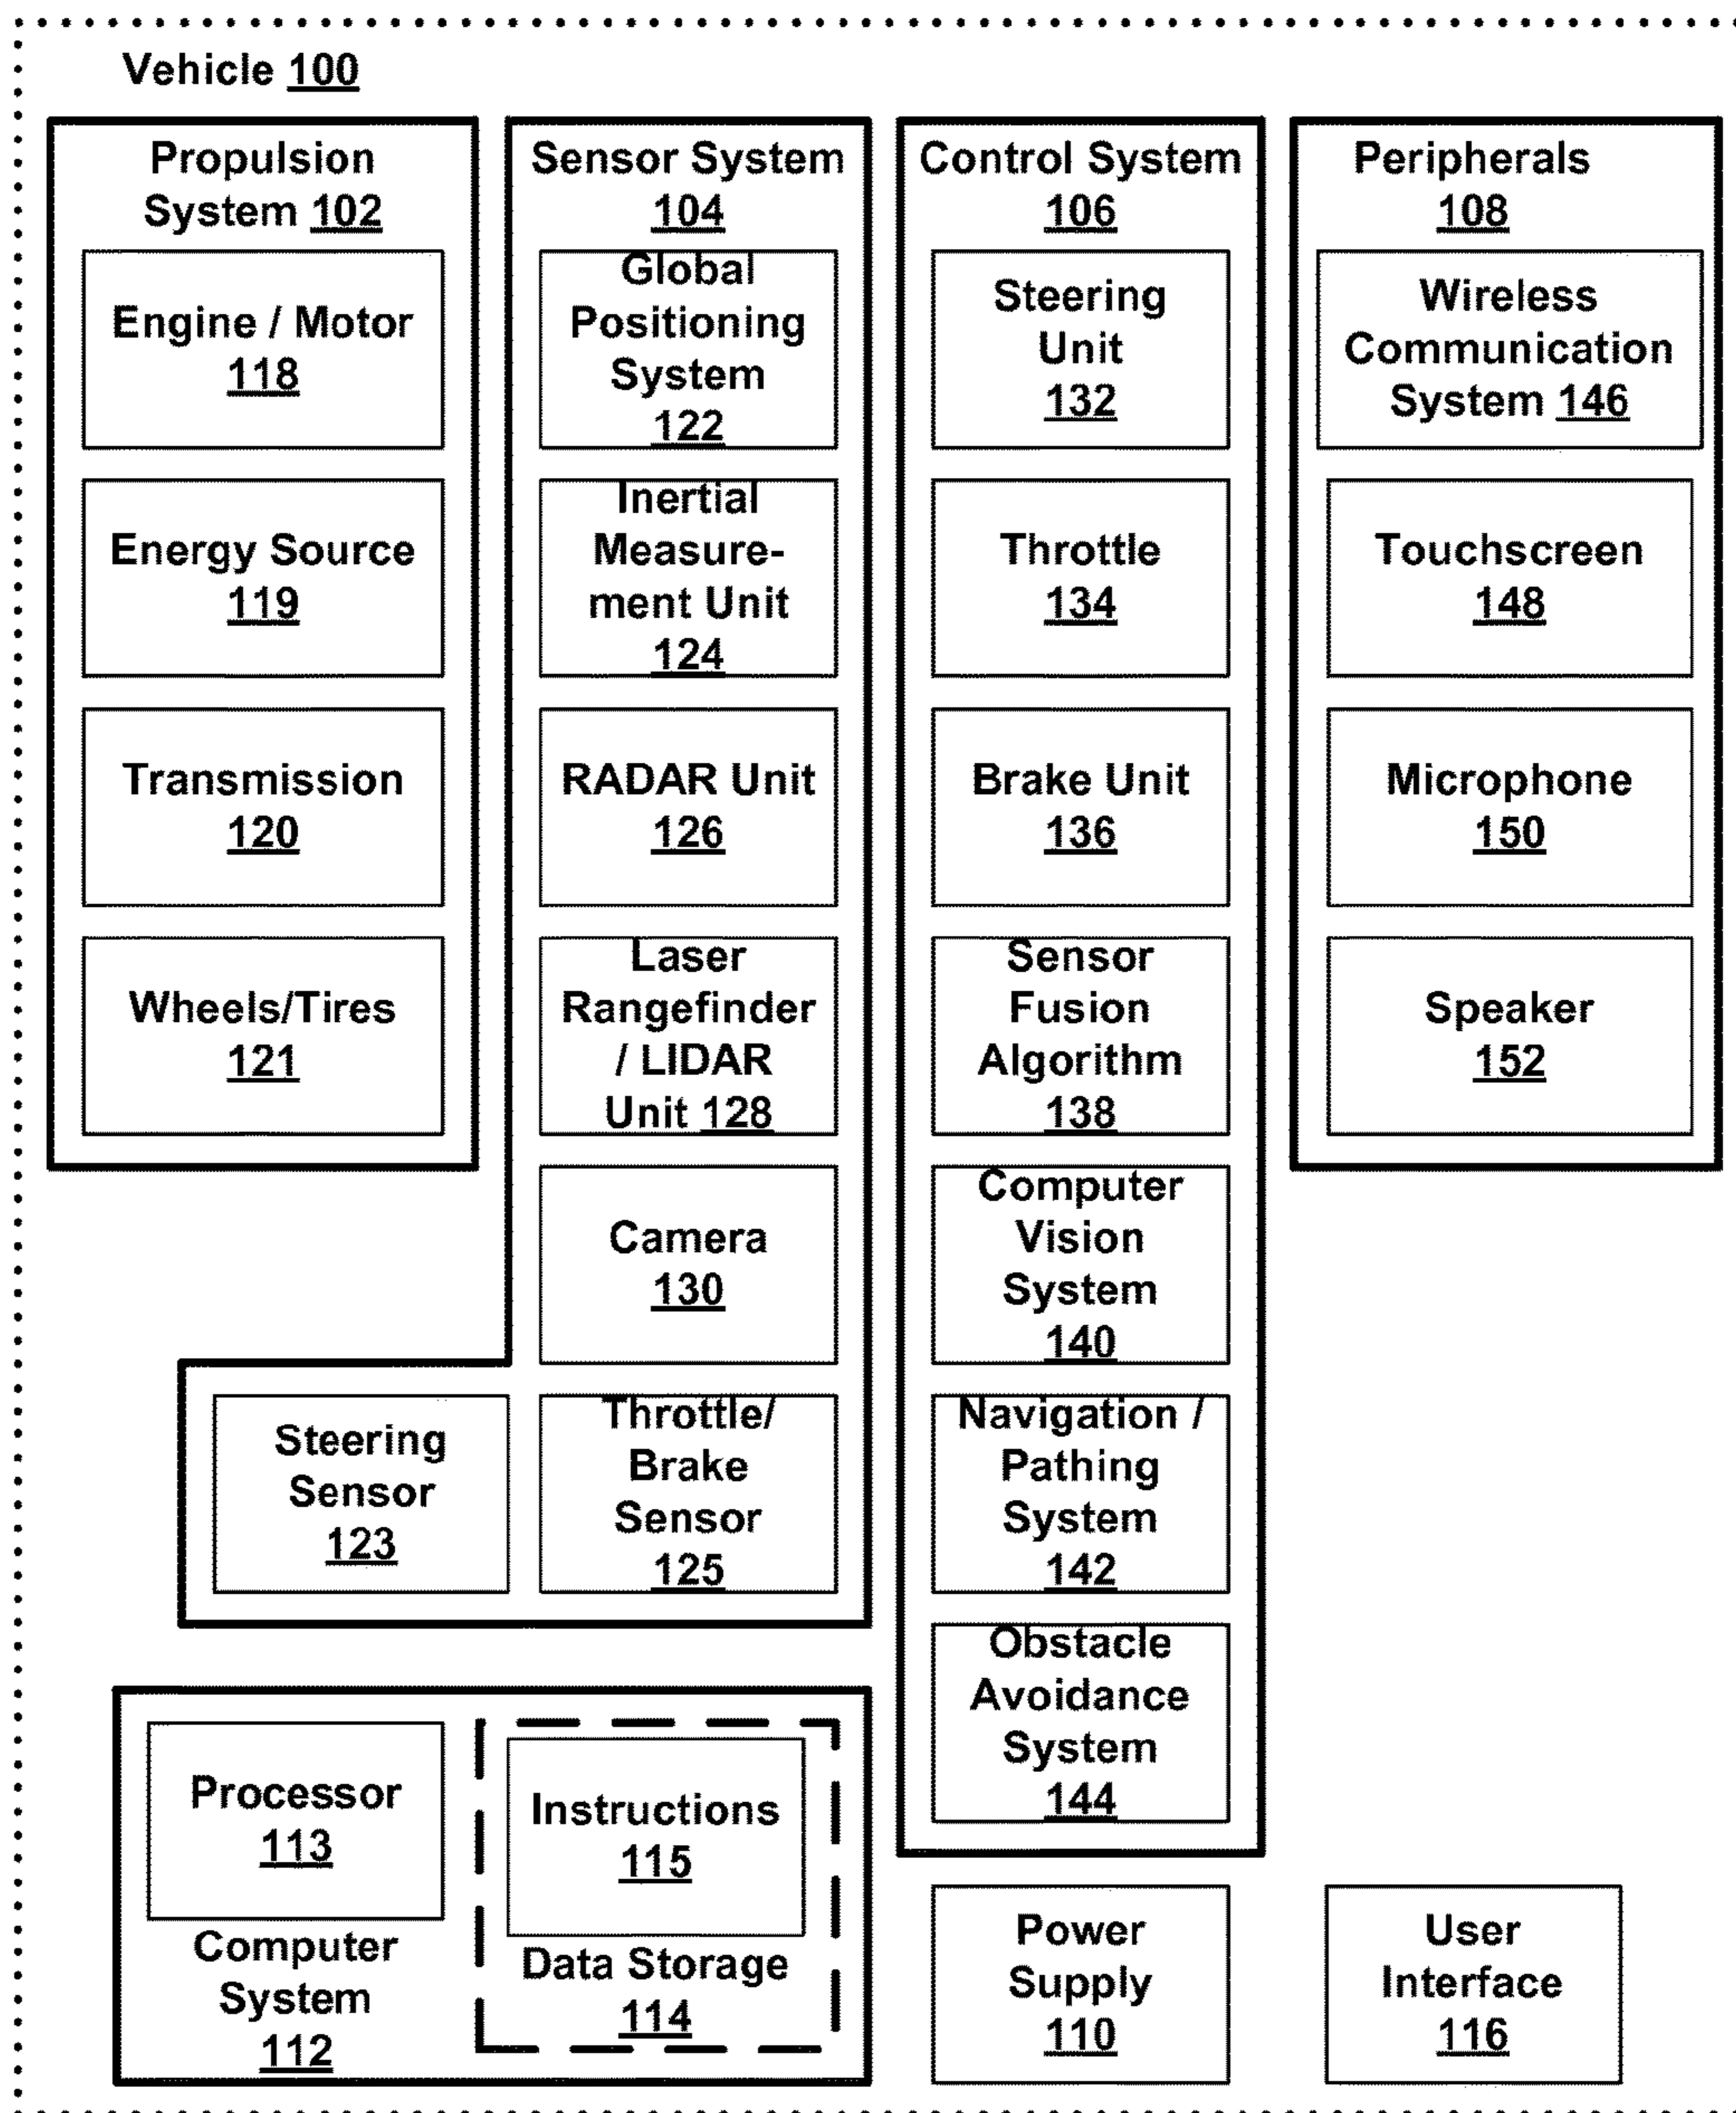 Vehicle 100
Propulsion
System 102
Engine / Motor
118
Energy Source
119
Transmission
120
Wheels/Tires
121
Sensor System
104
Global
Positioning
System
122
Inertial
Measure-
ment Unit
124
RADAR Unit
126
Laser
Rangefinder
/ LIDAR
Unit 128
Camera
130
Steering
Sensor
123
Throttle/
Brake
Sensor
125
Control System
106
Steering
Unit
132
Throttle
134
Brake Unit
136
Sensor
Fusion
Algorithm
138
Computer
Vision
System
140
Navigation /
Pathing
System
142
Obstacle
Avoidance
System
144
Peripherals
108
Wireless
Communication
System 146
Touchscreen
148
Microphone
150
Speaker
152
Processor
113
Computer
System
112
Instructions
115
Data Storage
114
Power
Supply
110
User
Interface
116